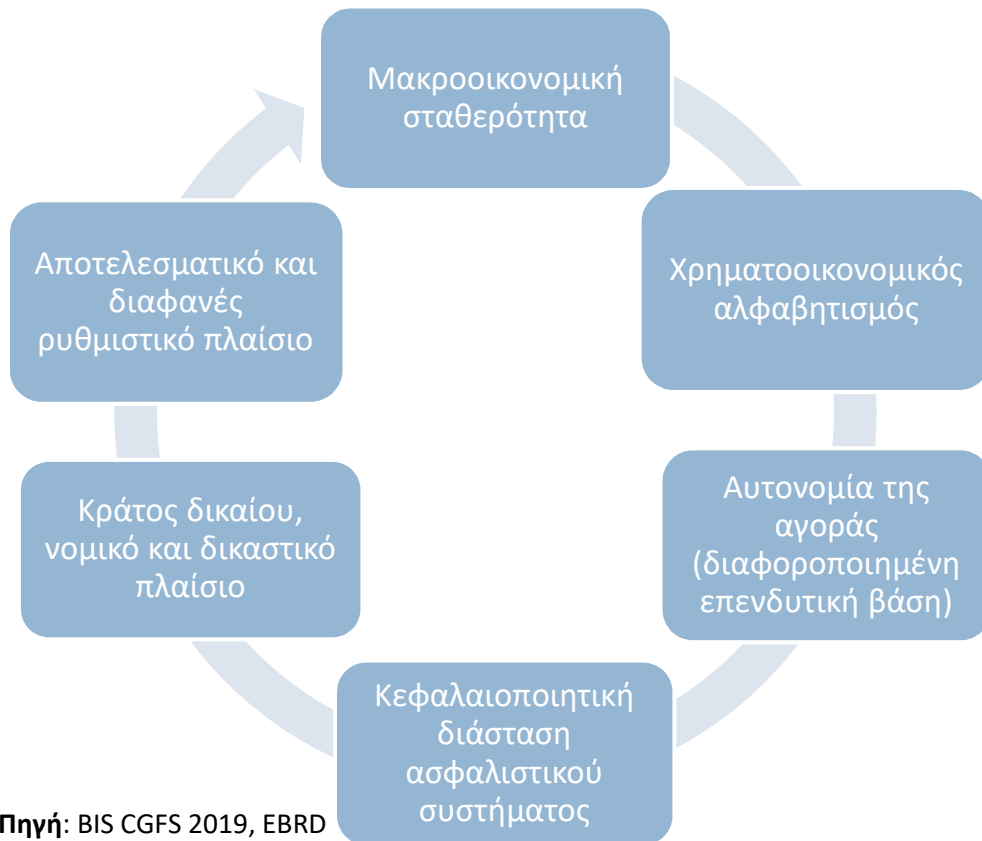 Μακροοικονομική
σταθερότητα
Χρηματοοικονομικός
αλφαβητισμός
Αυτονομία της
αγοράς
(διαφοροποιημένη
επενδυτική βάση)
Κεφαλαιοποιητική
διάσταση
ασφαλιστικού
συστήματος
Κράτος δικαίου,
νομικό και δικαστικό
πλαίσιο
Αποτελεσματικό και
διαφανές
ρυθμιστικό πλαίσιο
Πηγή: BIS CGFS 2019, EBRD